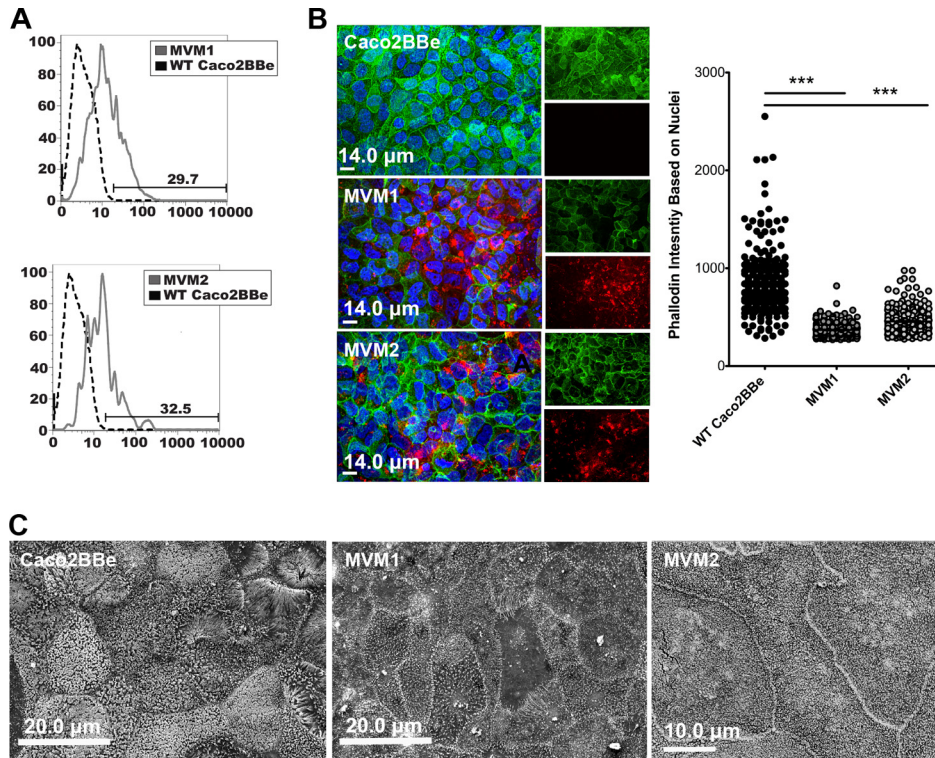 A
MVM1
WT Caco2BBe
100
80
60
40
20
0
29.7
0 10 100 1000 10000
MVM2
WT Caco2BBe
100
80
60
40
20
0
32.5
0 10 100 1000 10000
B
Caco2BBe
14.0 µm
MVM1
14.0 µm
MVM2
A
14.0 µm
Phallodin Intesntiy Based on Nuclei
3000
2000
1000
0
***
***
WT Caco2BBe
MVM1
MVM2
C
Caco2BBe
20.0 µm
MVM1
20.0 µm
MVM2
10.0 µm